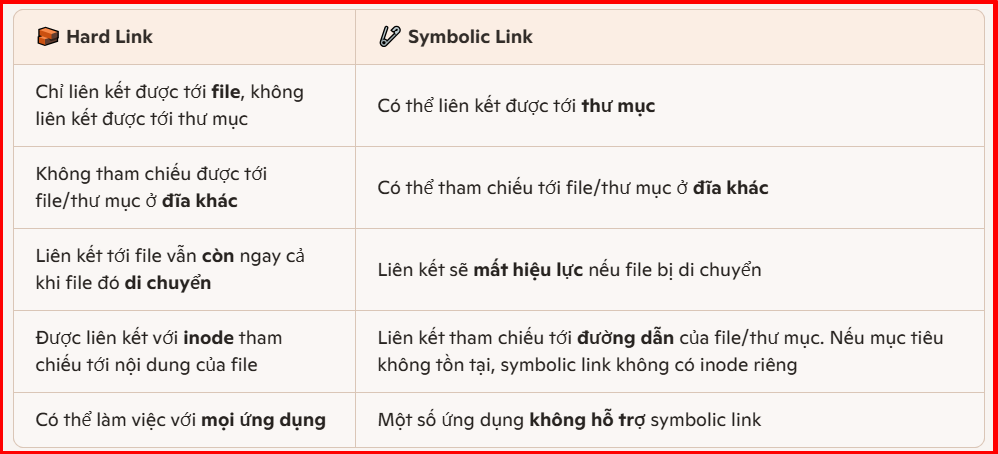 Hard Link
Symbolic Link
Chỉ liên kết được tới file, không
liên kết được tới thư mục
Có thể liên kết được tới thư mục
Không tham chiếu được tới
file/thư mục ở đĩa khác
Có thể tham chiếu tới file/thư mục ở đĩa khác
Liên kết tới file vẫn còn ngay cả
khi file đó di chuyển
Liên kết sẽ mất hiệu lực nếu file bị di chuyển
Được liên kết với inode tham
chiếu tới nội dung của file
Liên kết tham chiếu tới đường dẫn của file/thư mục. Nếu mục tiêu
không tồn tại, symbolic link không có inode riêng
Có thể làm việc với mọi ứng dụng
Một số ứng dụng không hỗ trợ symbolic link